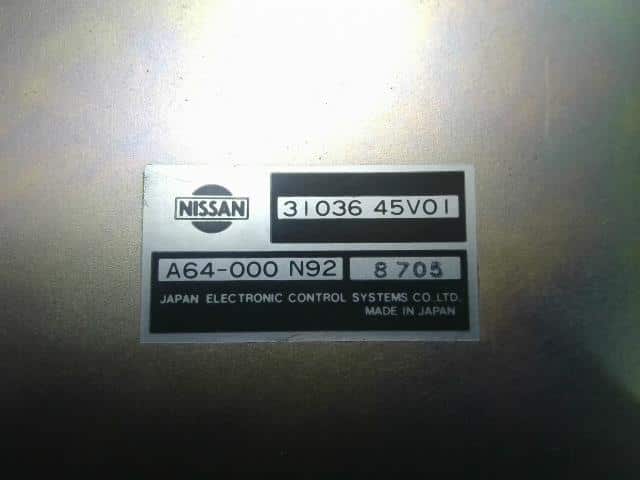 NISSAN
31036 45V01
A64-000 N92 8705
JAPAN ELECTRONIC CONTROL SYSTEMS CO.,LTD.
MADE IN JAPAN